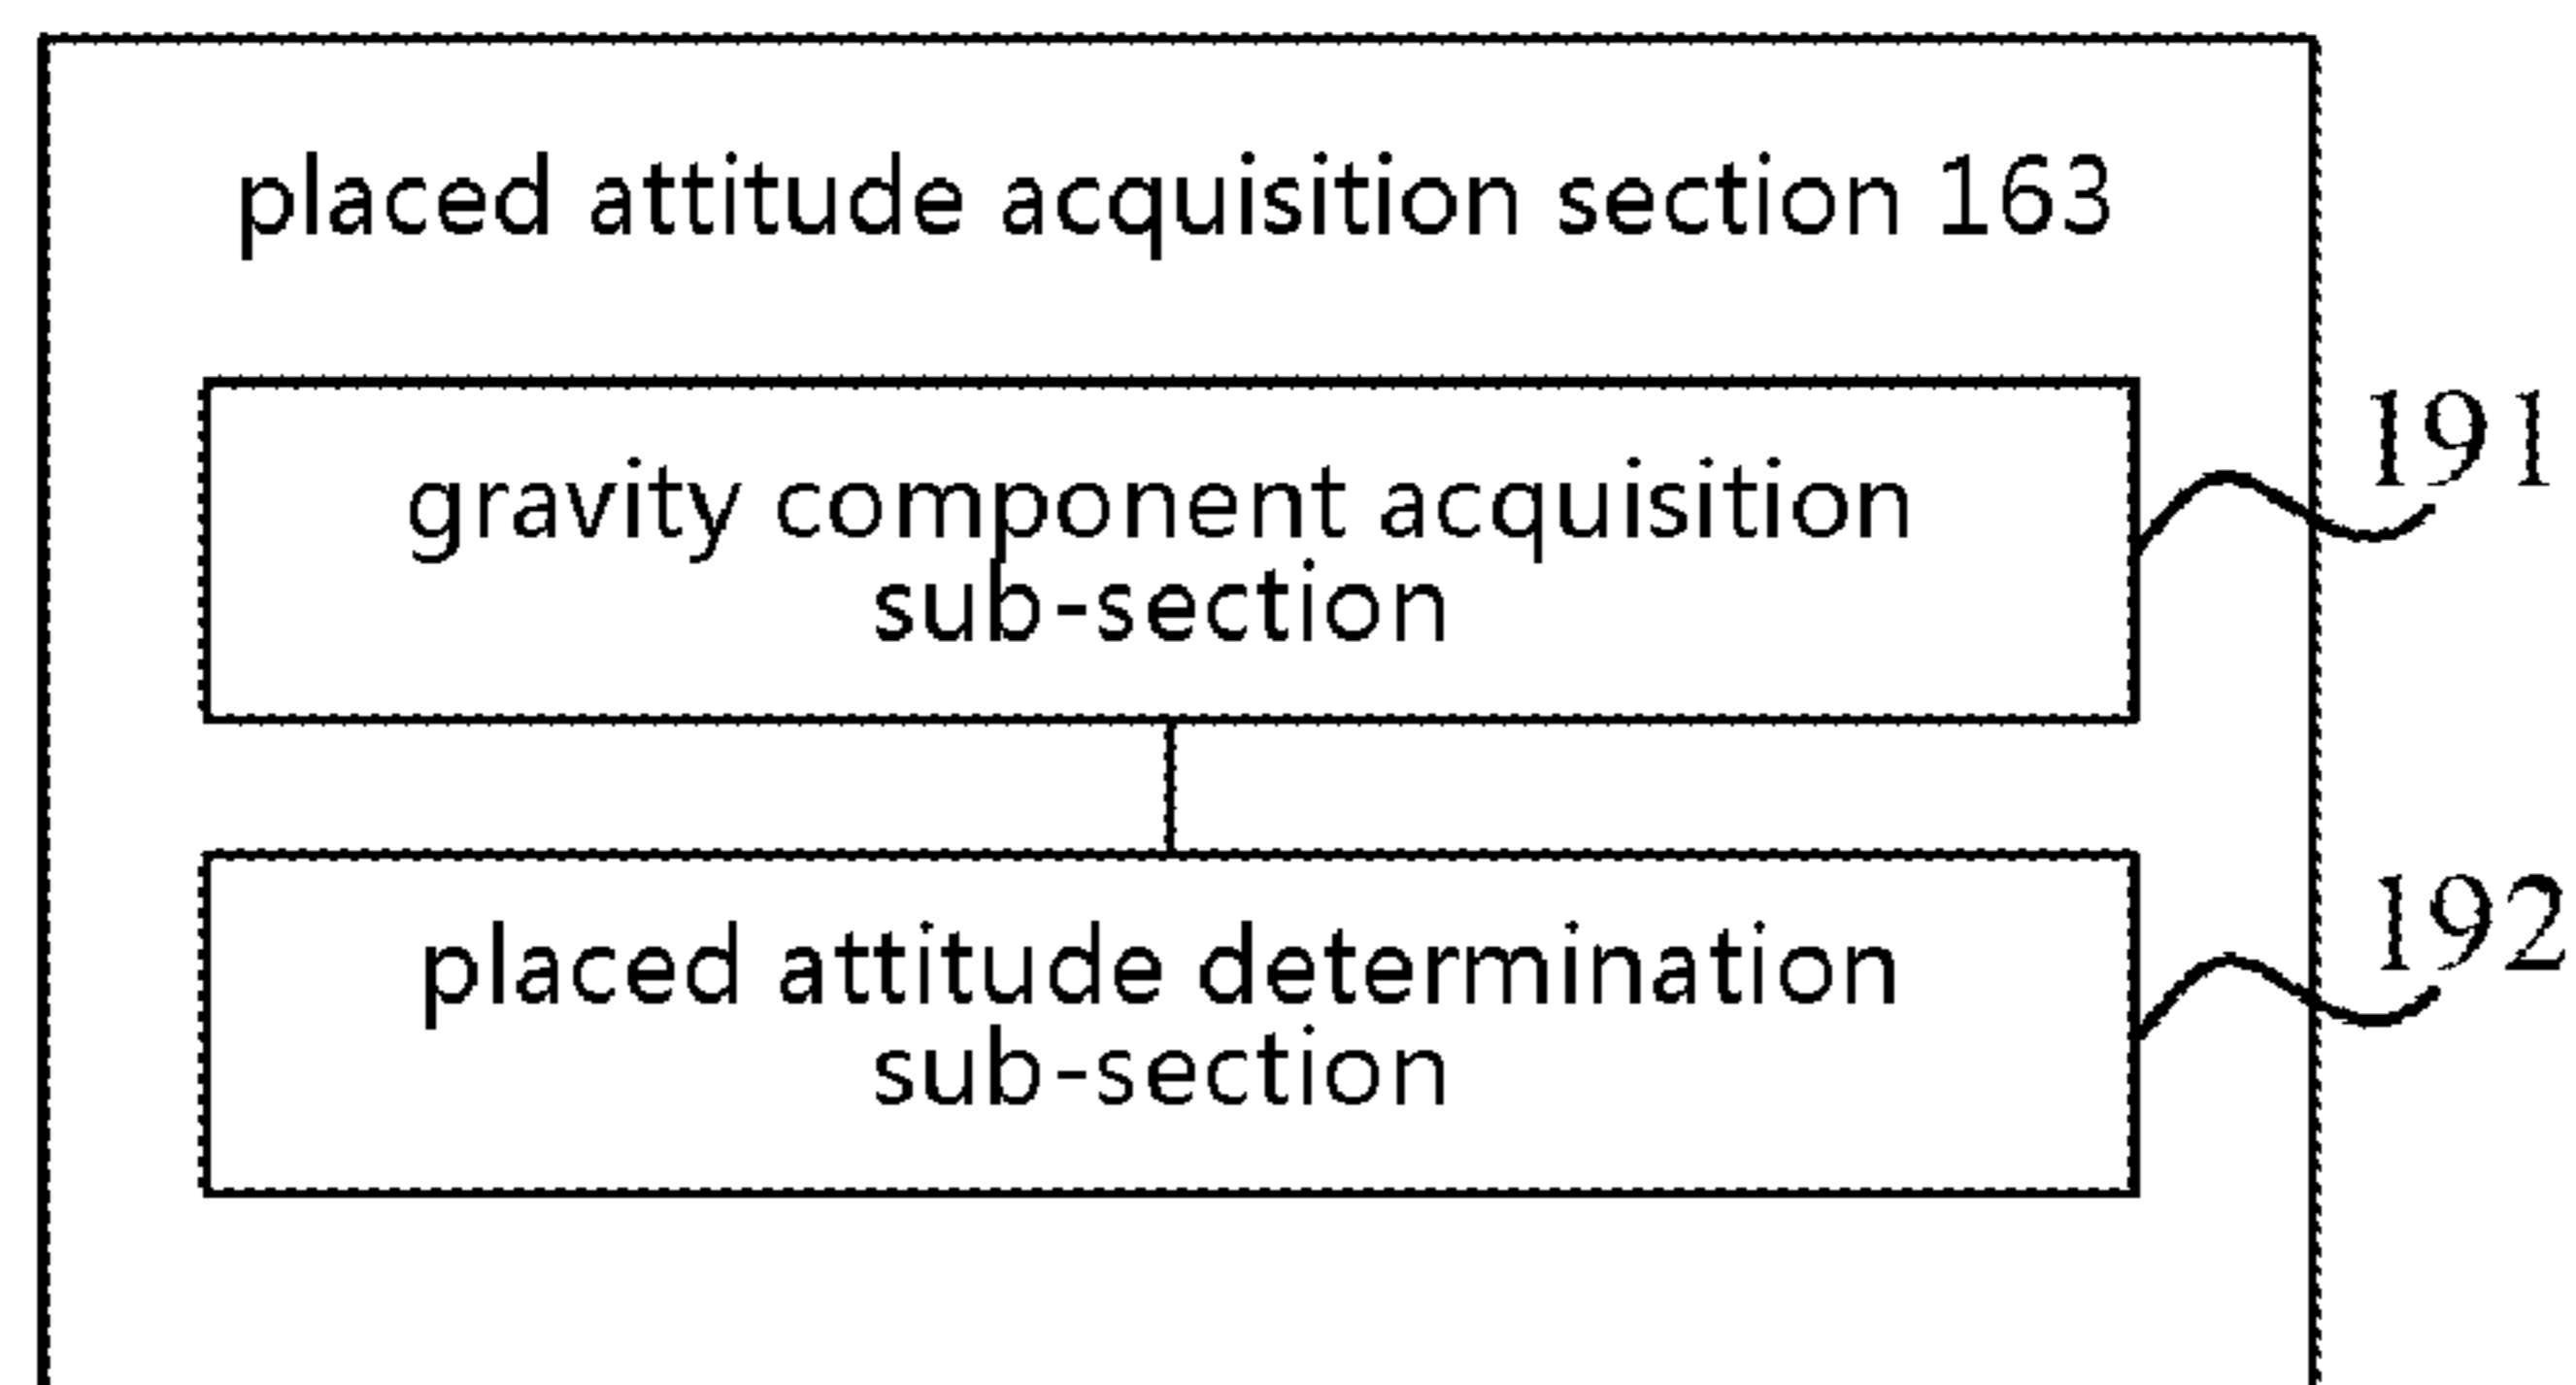 placed attitude acquisition section 163
gravity component acquisition
sub-section
191
placed attitude determination
sub-section
192